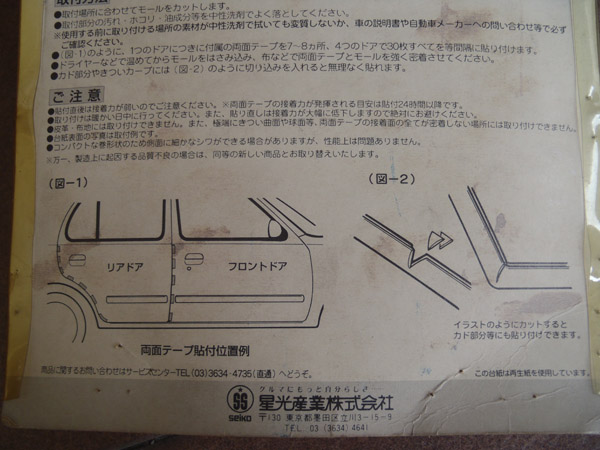 取付方法
●取付場所に合わせてモールをカットします。
●取付部分の汚れ・ホコリ・油成分等を中性洗剤でよく落としてください。
※使用する前に取り付ける場所の素材が中性洗剤で拭いても変質しないか、車の説明書や自動車メーカーへの問い合わせ等で必ず
ご確認ください。
●(図-1)のように、1つのドアにつきに付属の両面テープを7〜8ヵ所、4つのドアで30枚すべてを等間隔に貼り付けます。
●ドライヤーなどで温めてからモールをはさみ込み、布などで両面テープとモールを強く密着させてください。
●カド部分やきついカーブには(図-2)のように切り込みを入れると無理なく貼れます。
ご注意
●貼付直後は接着力が弱いのでご注意ください。※両面テープの接着力が発揮される目安は貼付24時間以降です。
●取り付けは暖かい日中に行ってください。また、貼り直しは接着力が大幅に低下しますので絶対にお避けください。
●皮革・布地には取り付けできません。また、極端にきつい曲面や球面等、両面テープの接着面の全てが密着しない場所には取り付けできません。
●台紙表面の写真は取付例です。
●コンパクトな巻形状のため側面に細かなシワができる場合がありますが、性能上は問題ありません。
※万一、製造上に起因する品質不良の場合は、同等の新しい商品とお取り替えいたします。
(図-1)
(図-2)
リアドア
フロントドア
両面テープ貼付位置例
イラストのようにカットすると
カド部分等にも貼り付けできます。
商品に関するお問い合わせはサービスセンターTEL(03)3634-4735(直通)へどうぞ。
この台紙は再生紙を使用しています。
クルマにもっと自分らしさ
SS
seiko
星光産業株式会社
〒130 東京都墨田区立川3-15-9
TEL 03 (3634) 4641